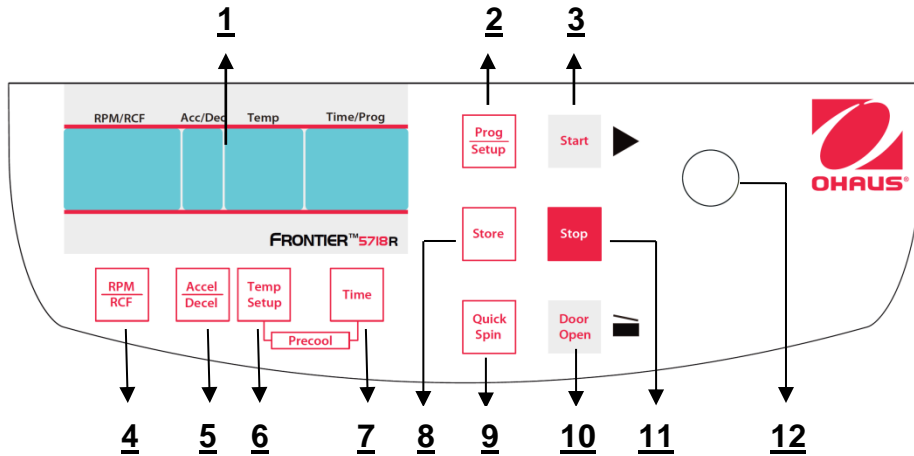 1 2 3
RPM/RCF Acc/Dec Temp Time/Prog
Prog
Setup
Start
OHAUS®
FRONTIER™5718R
Store
Stop
RPM
RCF
Accel
Decel
Temp
Setup
Time
Precool
Quick
Spin
Door
Open
4 5 6 7 8 9 10 11 12